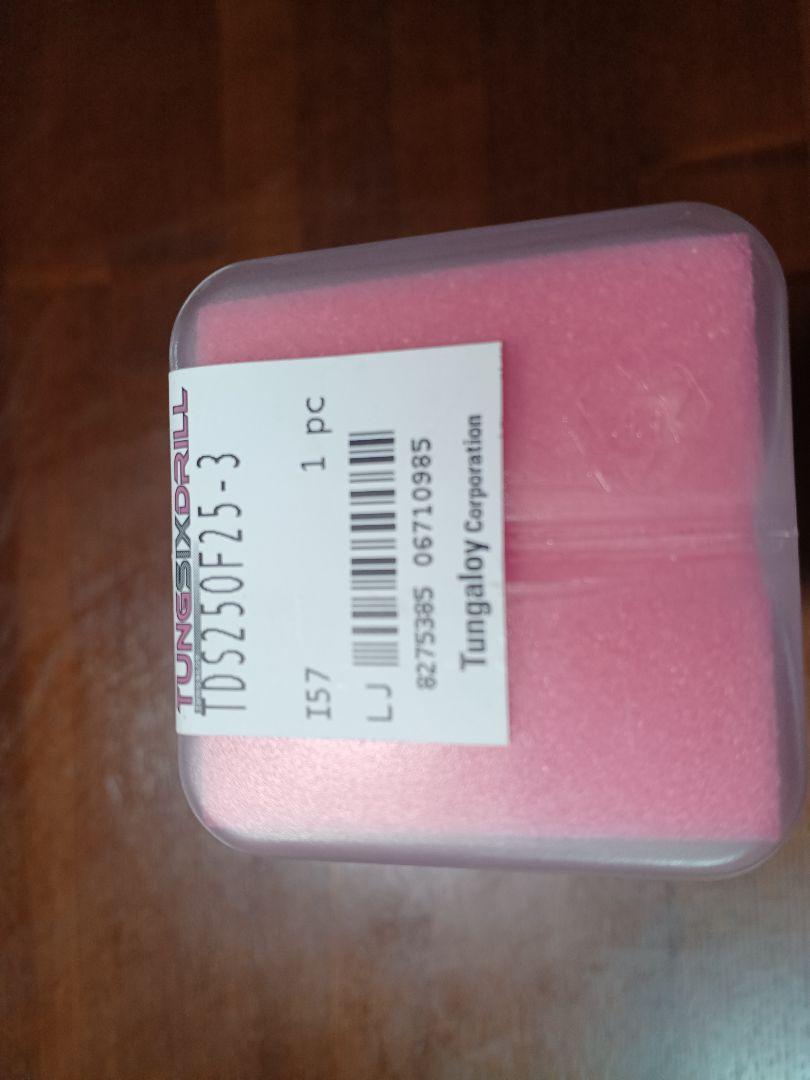 TUNGSIXDRILL
TDS250F25-3
I57 1 pc
LJ
8275385 06710985
Tungaloy Corporation